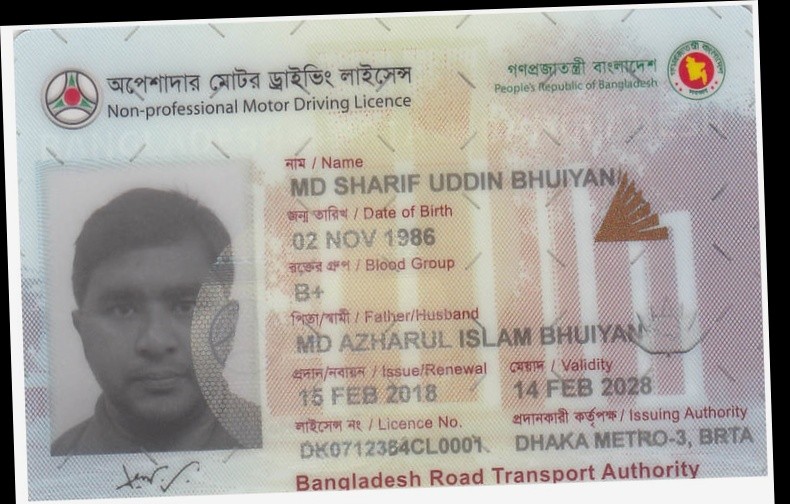 অপেশাদার মোটর ড্রাইভিং লাইসেন্স
Non-professional Motor Driving Licence
গণপ্রজাতন্ত্রী বাংলাদেশ
People's Republic of Bangladesh
নাম / Name
MD SHARIF UDDIN BHUIYAN
জন্ম তারিখ / Date of Birth
02 NOV 1986
রক্তের গ্রুপ / Blood Group
B+
পিতা/স্বামী / Father/Husband
MD AZHARUL ISLAM BHUIYAN
প্রদান/নবায়ন / Issue/Renewal
15 FEB 2018
মেয়াদ / Validity
14 FEB 2028
লাইসেন্স নং / Licence No.
DK0712364CL0001
প্রদানকারী কর্তৃপক্ষ / Issuing Authority
DHAKA METRO-3, BRTA
Bangladesh Road Transport Authority